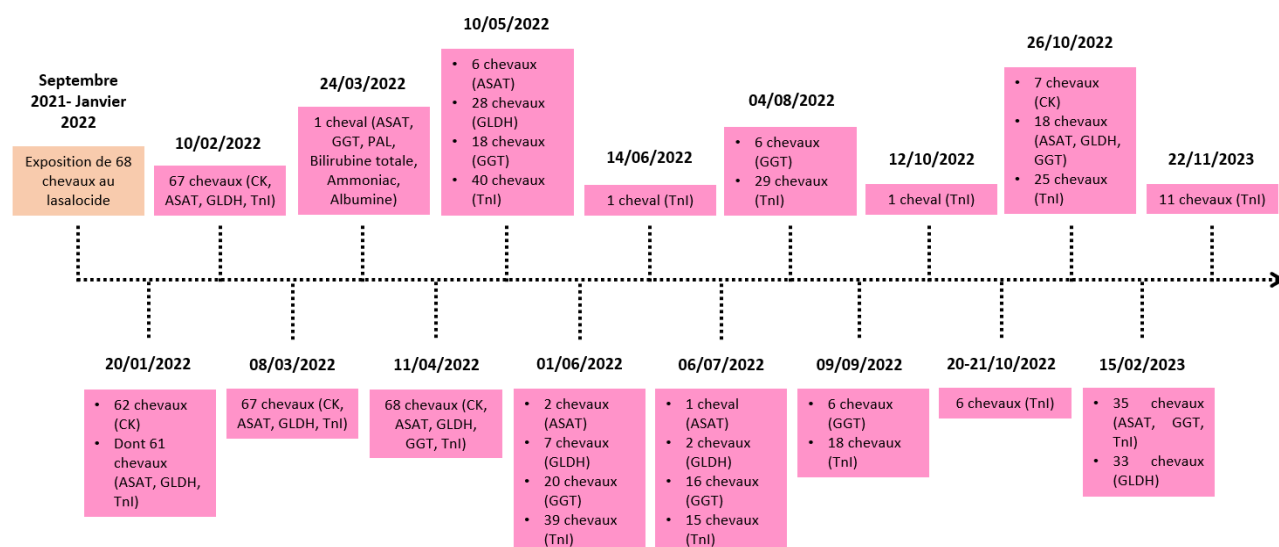 Septembre
2021- Janvier
2022
Exposition de 68
chevaux au
lasalocide
10/02/2022
67 chevaux (CK,
ASAT, GLDH, TnI)
24/03/2022
1 cheval (ASAT,
GGT, PAL,
Bilirubine totale,
Ammoniac,
Albumine)
10/05/2022
• 6 chevaux
(ASAT)
• 28 chevaux
(GLDH)
• 18 chevaux
(GGT)
• 40 chevaux
(TnI)
14/06/2022
1 cheval (TnI)
04/08/2022
• 6 chevaux
(GGT)
• 29 chevaux
(TnI)
12/10/2022
1 cheval (TnI)
26/10/2022
• 7 chevaux
(CK)
• 18 chevaux
(ASAT, GLDH,
GGT)
• 25 chevaux
(TnI)
22/11/2023
11 chevaux (TnI)
20/01/2022
• 62 chevaux
(CK)
• Dont 61
chevaux
(ASAT, GLDH,
TnI)
08/03/2022
67 chevaux (CK,
ASAT, GLDH, TnI)
11/04/2022
68 chevaux (CK,
ASAT, GLDH,
GGT, TnI)
01/06/2022
• 2 chevaux
(ASAT)
• 7 chevaux
(GLDH)
• 20 chevaux
(GGT)
• 39 chevaux
(TnI)
06/07/2022
• 1 cheval
(ASAT)
• 2 chevaux
(GLDH)
• 16 chevaux
(GGT)
• 15 chevaux
(TnI)
09/09/2022
• 6 chevaux
(GGT)
• 18 chevaux
(TnI)
20-21/10/2022
6 chevaux (TnI)
15/02/2023
• 35 chevaux
(ASAT, GGT,
TnI)
• 33 chevaux
(GLDH)